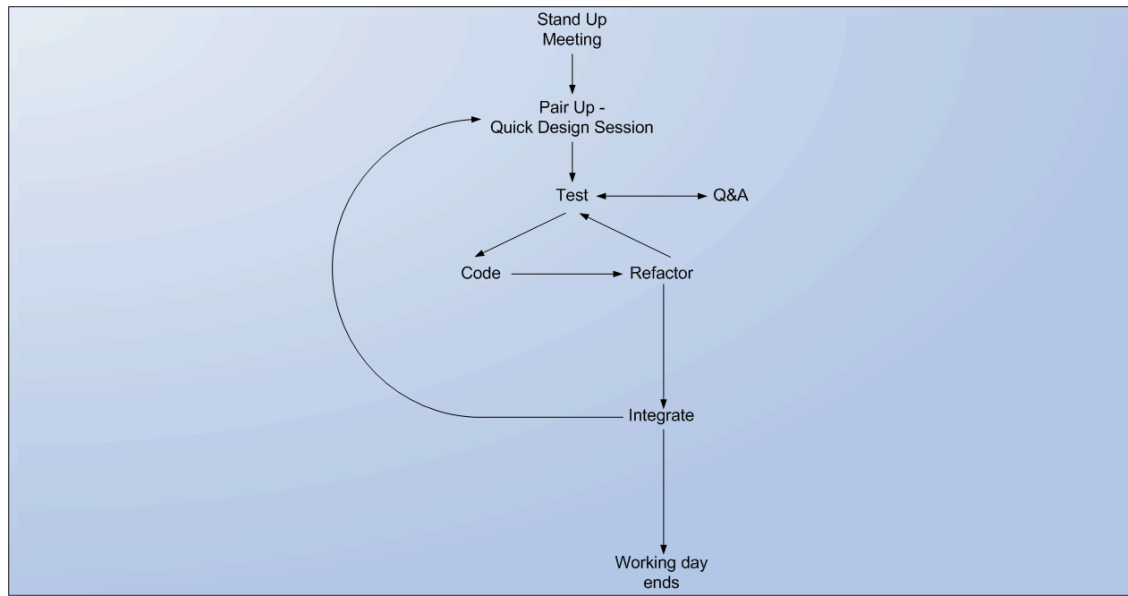 Stand Up
Meeting
Pair Up -
Quick Design Session
Test
Q&A
Code
Refactor
Integrate
Working day
ends